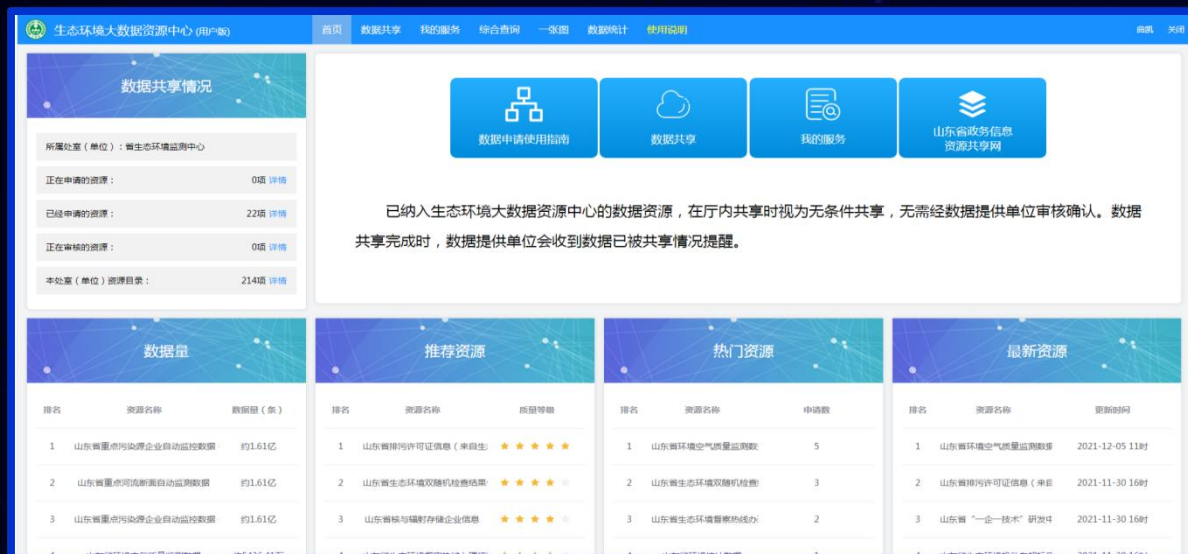 生态环境大数据资源中心 (用户版)
首页 数据共享 我的服务 综合查询 一张图 数据统计 使用说明 关闭
数据共享情况
所属处室（单位）：省生态环境监测中心
正在申请的资源： 0项 详情
已经申请的资源： 22项 详情
正在审核的资源： 0项 详情
本处室（单位）资源目录： 214项 详情
数据申请使用指南
数据共享
我的服务
山东省政务信息
资源共享网
已纳入生态环境大数据资源中心的数据资源，在厅内共享时视为无条件共享，无需经数据提供单位审核确认。数据
共享完成时，数据提供单位会收到数据已被共享情况提醒。
数据量
排名 资源名称 数据量（条）
1 山东省重点污染源企业自动监控数据 约1.61亿
2 山东省重点河流断面自动监测数据 约1.61亿
3 山东省重点污染源企业自动监控数据 约1.61亿
推荐资源
排名 资源名称 质量等级
1 山东省排污许可证信息（来自生
2 山东省生态环境双随机检查结果
3 山东省核与辐射存储企业信息
热门资源
排名 资源名称 申请数
1 山东省环境空气质量监测数 5
2 山东省生态环境双随机检查 3
3 山东省生态环境督察热线办 2
最新资源
排名 资源名称 更新时间
1 山东省环境空气质量监测数据 2021-12-05 11时
2 山东省排污许可证信息（来自 2021-11-30 16时
3 山东省“一企一技术”研发中 2021-11-30 16时